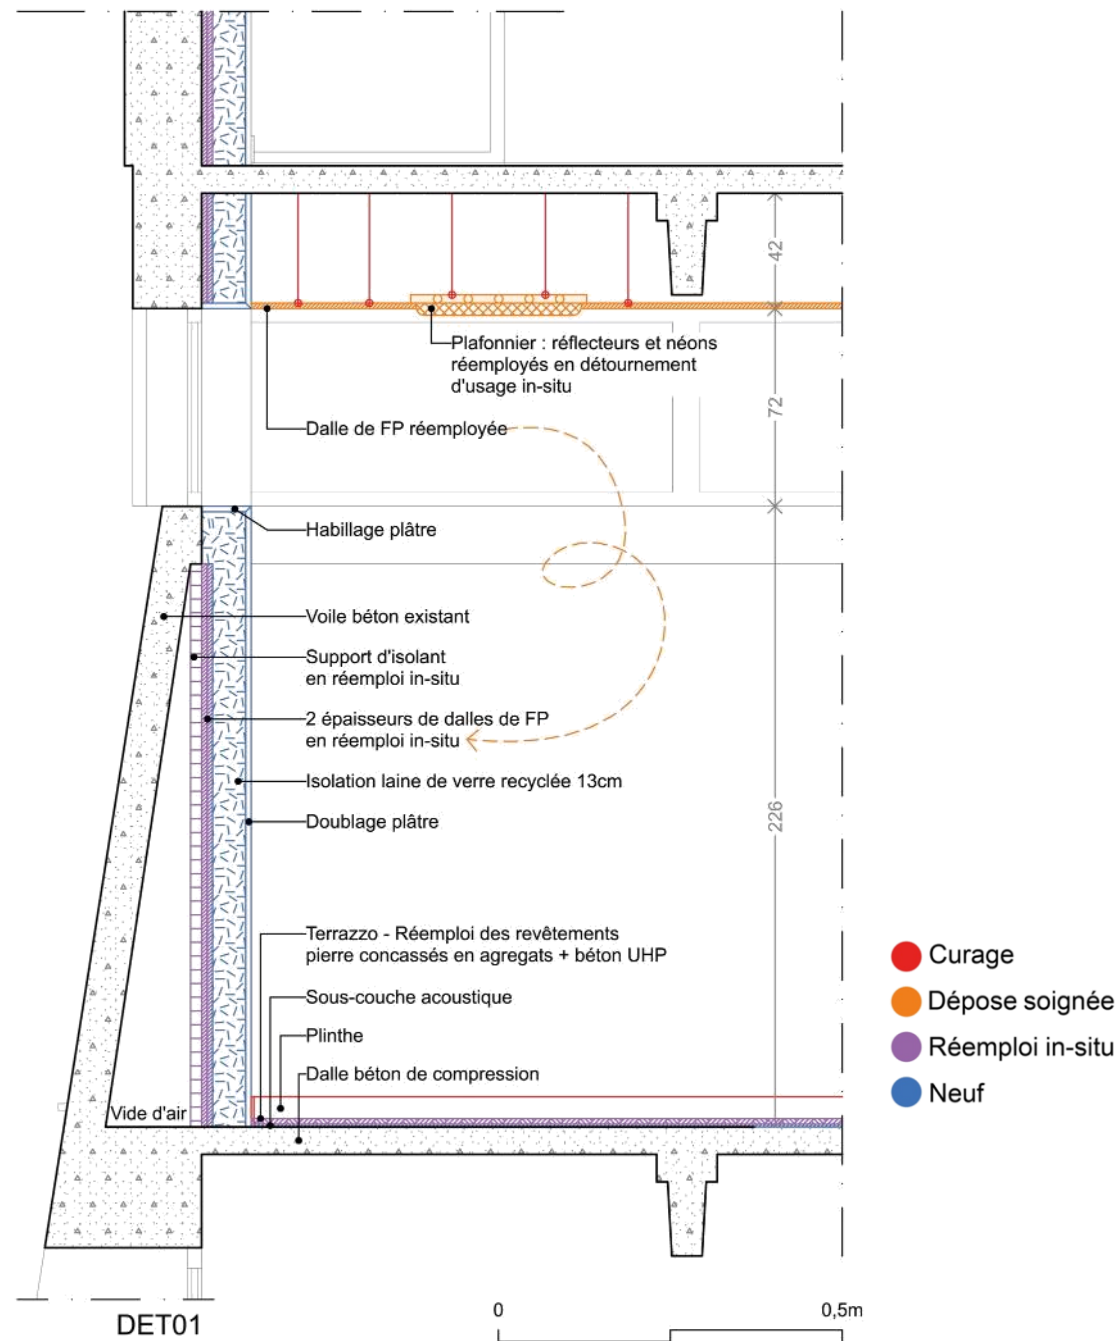 42
Plafonnier : réflecteurs et néons
réemployés en détournement
d'usage in-situ
72
Dalle de FP réemployée
Habillage plâtre
Voile béton existant
Support d'isolant
en réemploi in-situ
2 épaisseurs de dalles de FP
en réemploi in-situ
Isolation laine de verre recyclée 13cm
Doublage plâtre
226
Terrazzo - Réemploi des revêtements
pierre concassés en agregats + béton UHP
Sous-couche acoustique
Plinthe
Dalle béton de compression
Vide d'air
Curage
Dépose soignée
Réemploi in-situ
Neuf
DET01
0
0,5m